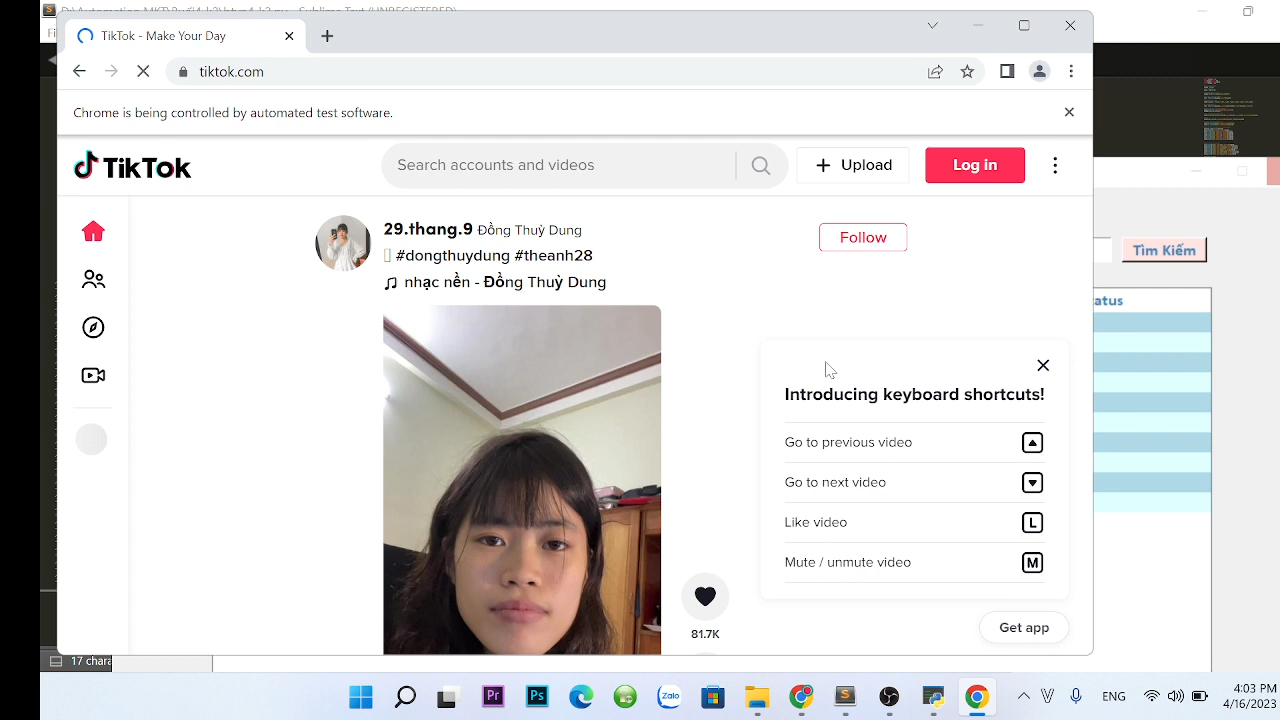 TikTok - Make Your Day
tiktok.com
Chrome is being controlled by automated test software.
TikTok
Search accounts and videos
Upload
Log in
29.thang.9 Đồng Thuỳ Dung
#dongthuydung #theanh28
nhạc nền - Đồng Thuỳ Dung
Follow
Introducing keyboard shortcuts!
Go to previous video
Go to next video
Like video L
Mute / unmute video M
81.7K
Get app
Tìm Kiếm
atus
17 chara
Pr
Ps
Zalo
S
V
ENG
4:03 PM
4/16/2023